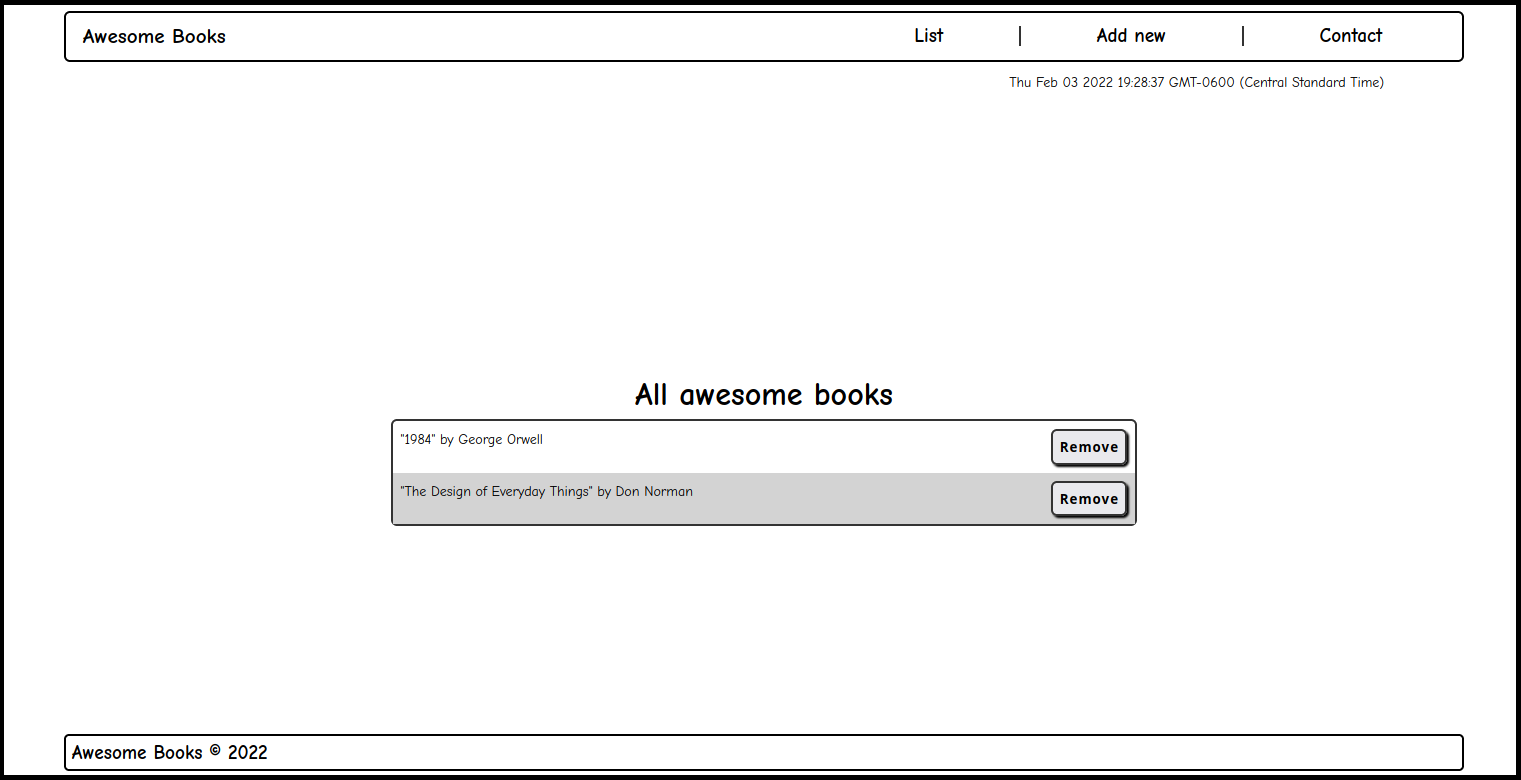 Awesome Books List | Add new | Contact
Thu Feb 03 2022 19:28:37 GMT-0600 (Central Standard Time)
All awesome books
"1984" by George Orwell Remove
"The Design of Everyday Things" by Don Norman Remove
Awesome Books © 2022